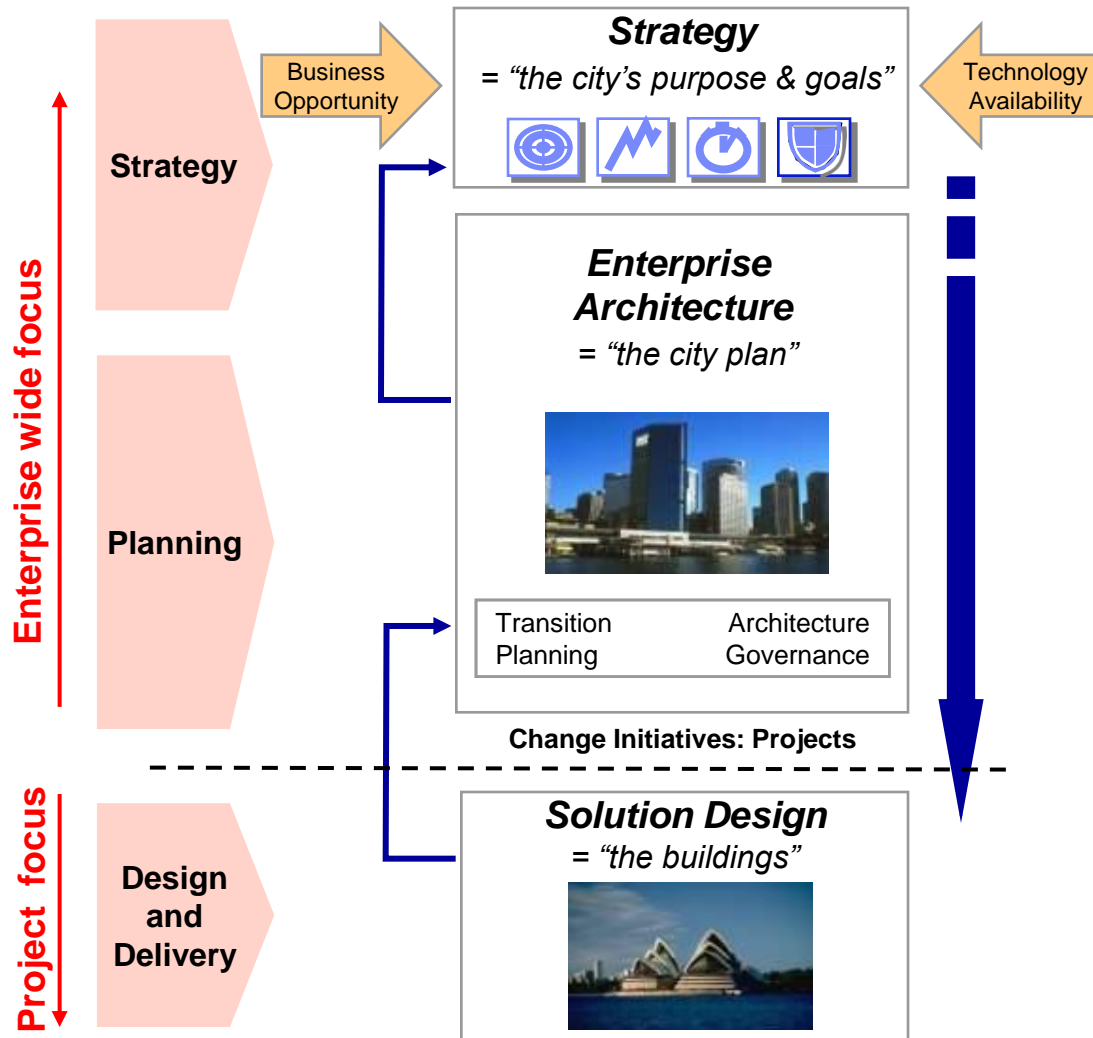 Strategy
= “the city’s purpose & goals”
Business
Opportunity
Technology
Availability
Strategy
Enterprise wide focus
Enterprise
Architecture
= “the city plan”
Planning
Transition
Planning
Architecture
Governance
Change Initiatives: Projects
Project focus
Design
and
Delivery
Solution Design
= “the buildings”